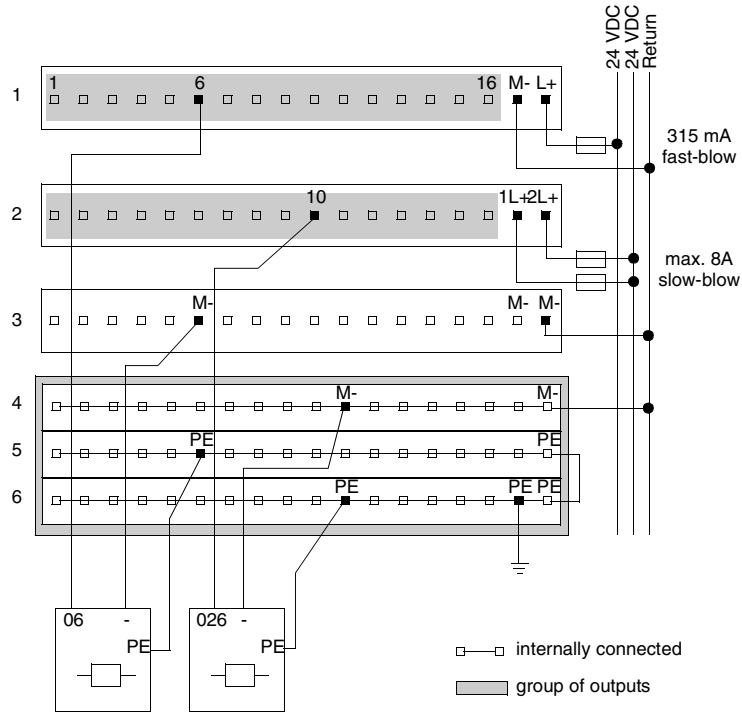 24 VDC
24 VDC
Return
1
1
6
16
M-
L+
315 mA
fast-blow
2
10
1L+2L+
max. 8A
slow-blow
3
M-
M-
M-
4
M-
M-
5
PE
PE
6
PE
PE
PE
06
-
PE
026
-
PE
internally connected
group of outputs